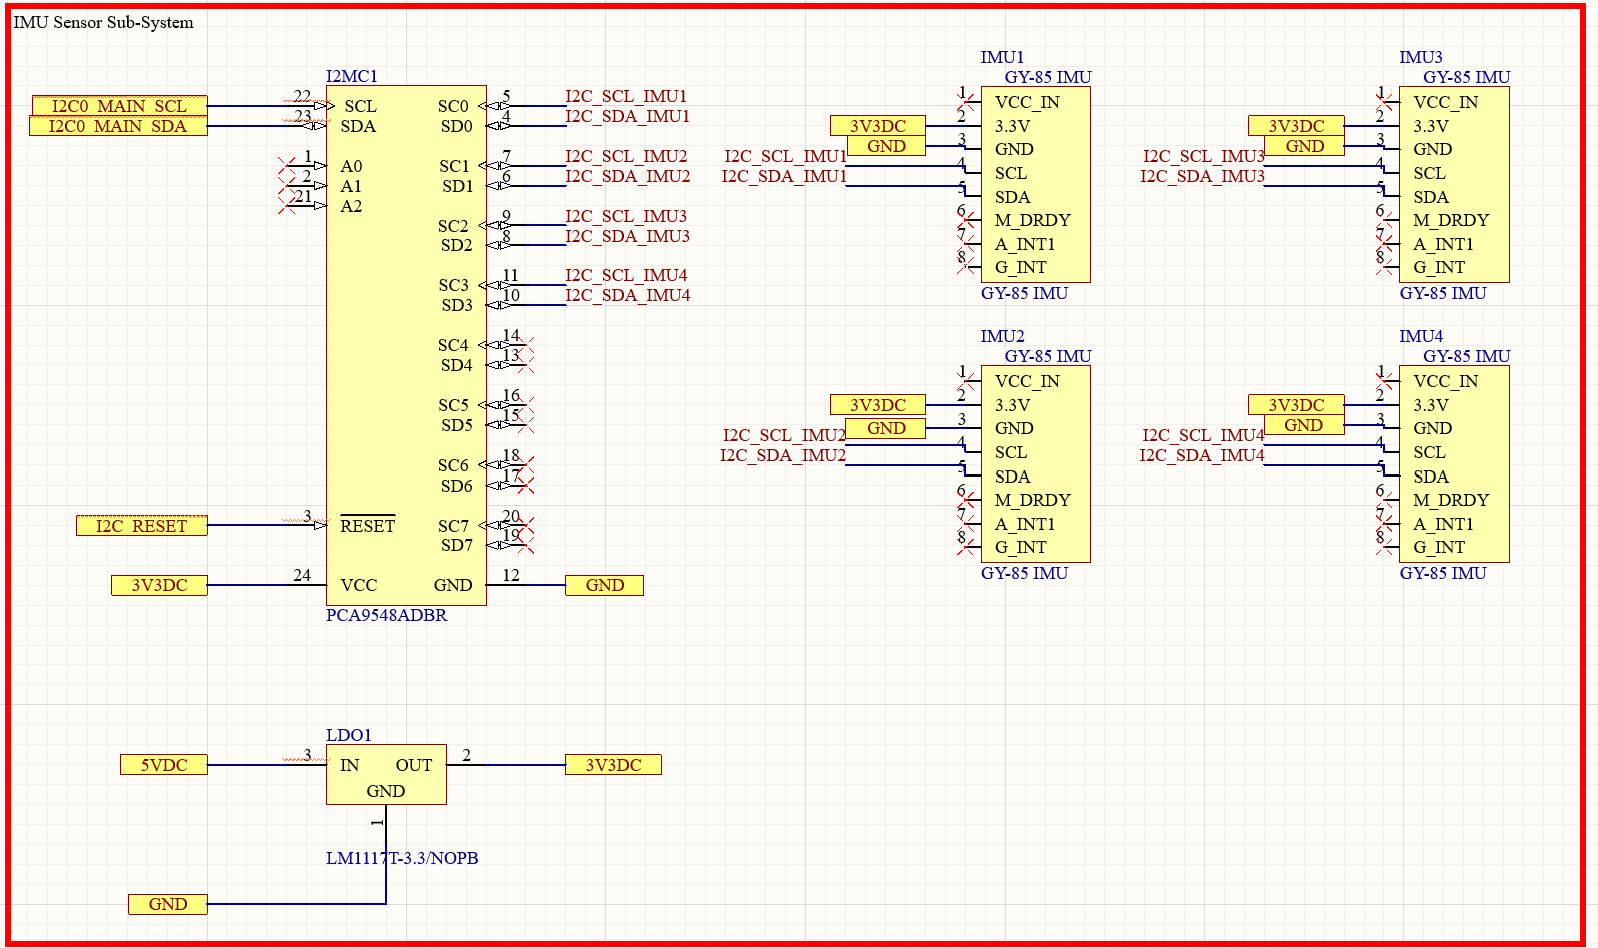 IMU Sensor Sub-System
I2MC1
I2C0_MAIN_SCL 22 SCL SC0 5 I2C_SCL_IMU1
I2C0_MAIN_SDA 23 SDA SD0 4 I2C_SDA_IMU1
1 A0 SC1 7 I2C_SCL_IMU2
2 A1 SD1 6 I2C_SDA_IMU2
21 A2
SC2 9 I2C_SCL_IMU3
SD2 8 I2C_SDA_IMU3
SC3 11 I2C_SCL_IMU4
SD3 10 I2C_SDA_IMU4
SC4 14
SD4 13
SC5 16
SD5 15
SC6 18
SD6 17
I2C_RESET 3 RESET SC7 20
SD7 19
3V3DC 24 VCC GND 12 GND
PCA9548ADBR
IMU1
GY-85 IMU
1 VCC_IN
3V3DC 2 3.3V
GND 3 GND
I2C_SCL_IMU1 4 SCL
I2C_SDA_IMU1 5 SDA
6 M_DRDY
7 A_INT1
8 G_INT
GY-85 IMU
IMU3
GY-85 IMU
1 VCC_IN
3V3DC 2 3.3V
GND 3 GND
I2C_SCL_IMU3 4 SCL
I2C_SDA_IMU3 5 SDA
6 M_DRDY
7 A_INT1
8 G_INT
GY-85 IMU
IMU2
GY-85 IMU
1 VCC_IN
3V3DC 2 3.3V
GND 3 GND
I2C_SCL_IMU2 4 SCL
I2C_SDA_IMU2 5 SDA
6 M_DRDY
7 A_INT1
8 G_INT
GY-85 IMU
IMU4
GY-85 IMU
1 VCC_IN
3V3DC 2 3.3V
GND 3 GND
I2C_SCL_IMU4 4 SCL
I2C_SDA_IMU4 5 SDA
6 M_DRDY
7 A_INT1
8 G_INT
GY-85 IMU
LDO1
5VDC 3 IN OUT 2 3V3DC
GND
1
LM1117T-3.3/NOPB
GND